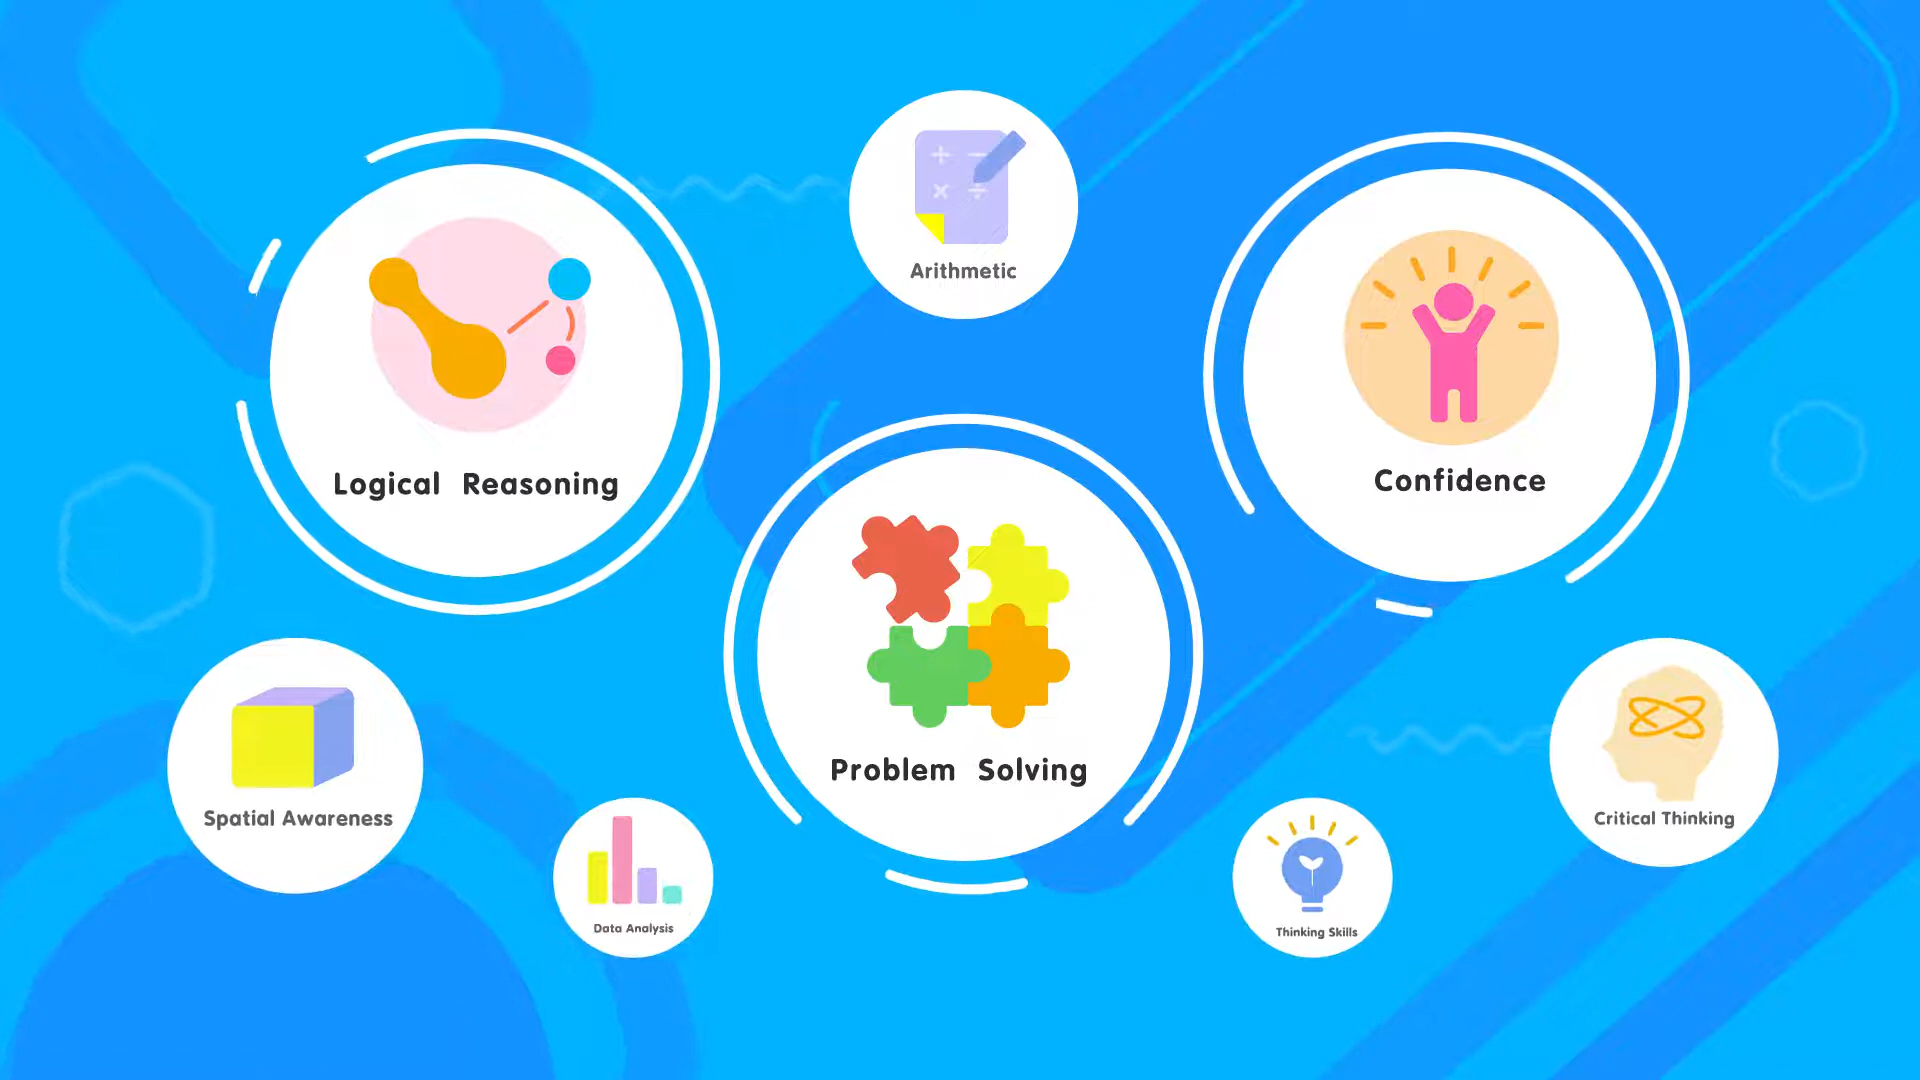 Arithmetic
Logical Reasoning
Confidence
Problem Solving
Spatial Awareness
Critical Thinking
Data Analysis
Thinking Skills